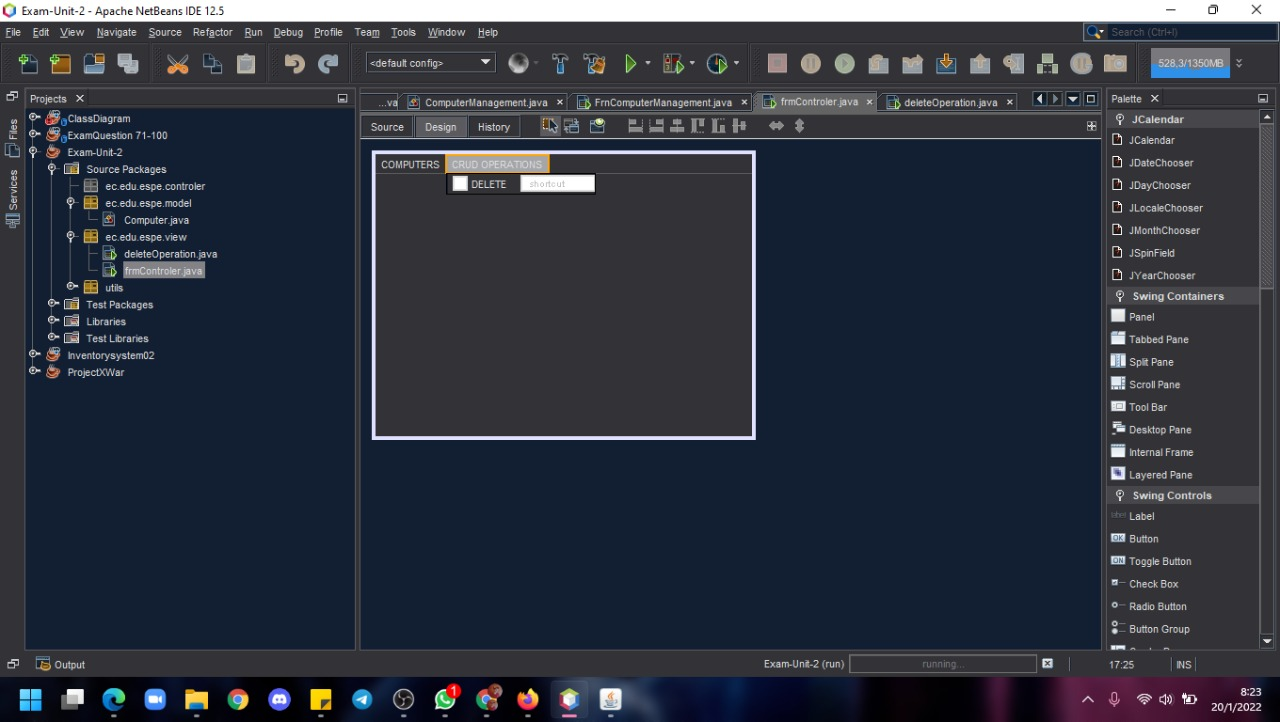 Exam-Unit-2 - Apache NetBeans IDE 12.5
File Edit View Navigate Source Refactor Run Debug Profile Team Tools Window Help
Search (Ctrl+I)
<default config>
528,3/1350MB
Files
Services
Projects
ClassDiagram
ExamQuestion 71-100
Exam-Unit-2
Source Packages
ec.edu.espe.controler
ec.edu.espe.model
Computer.java
ec.edu.espe.view
deleteOperation.java
frmControler.java
utils
Test Packages
Libraries
Test Libraries
Inventorysystem02
ProjectXWar
...va ComputerManagement.java FrnComputerManagement.java frmControler.java deleteOperation.java
Source Design History
COMPUTERS CRUD OPERATIONS
DELETE shortcut
Palette
JCalendar
JCalendar
JDateChooser
JDayChooser
JLocaleChooser
JMonthChooser
JSpinField
JYearChooser
Swing Containers
Panel
Tabbed Pane
Split Pane
Scroll Pane
Tool Bar
Desktop Pane
Internal Frame
Layered Pane
Swing Controls
label Label
OK Button
ON Toggle Button
Check Box
Radio Button
Button Group
Output
Exam-Unit-2 (run) running...
17:25 INS
1
8:23
20/1/2022